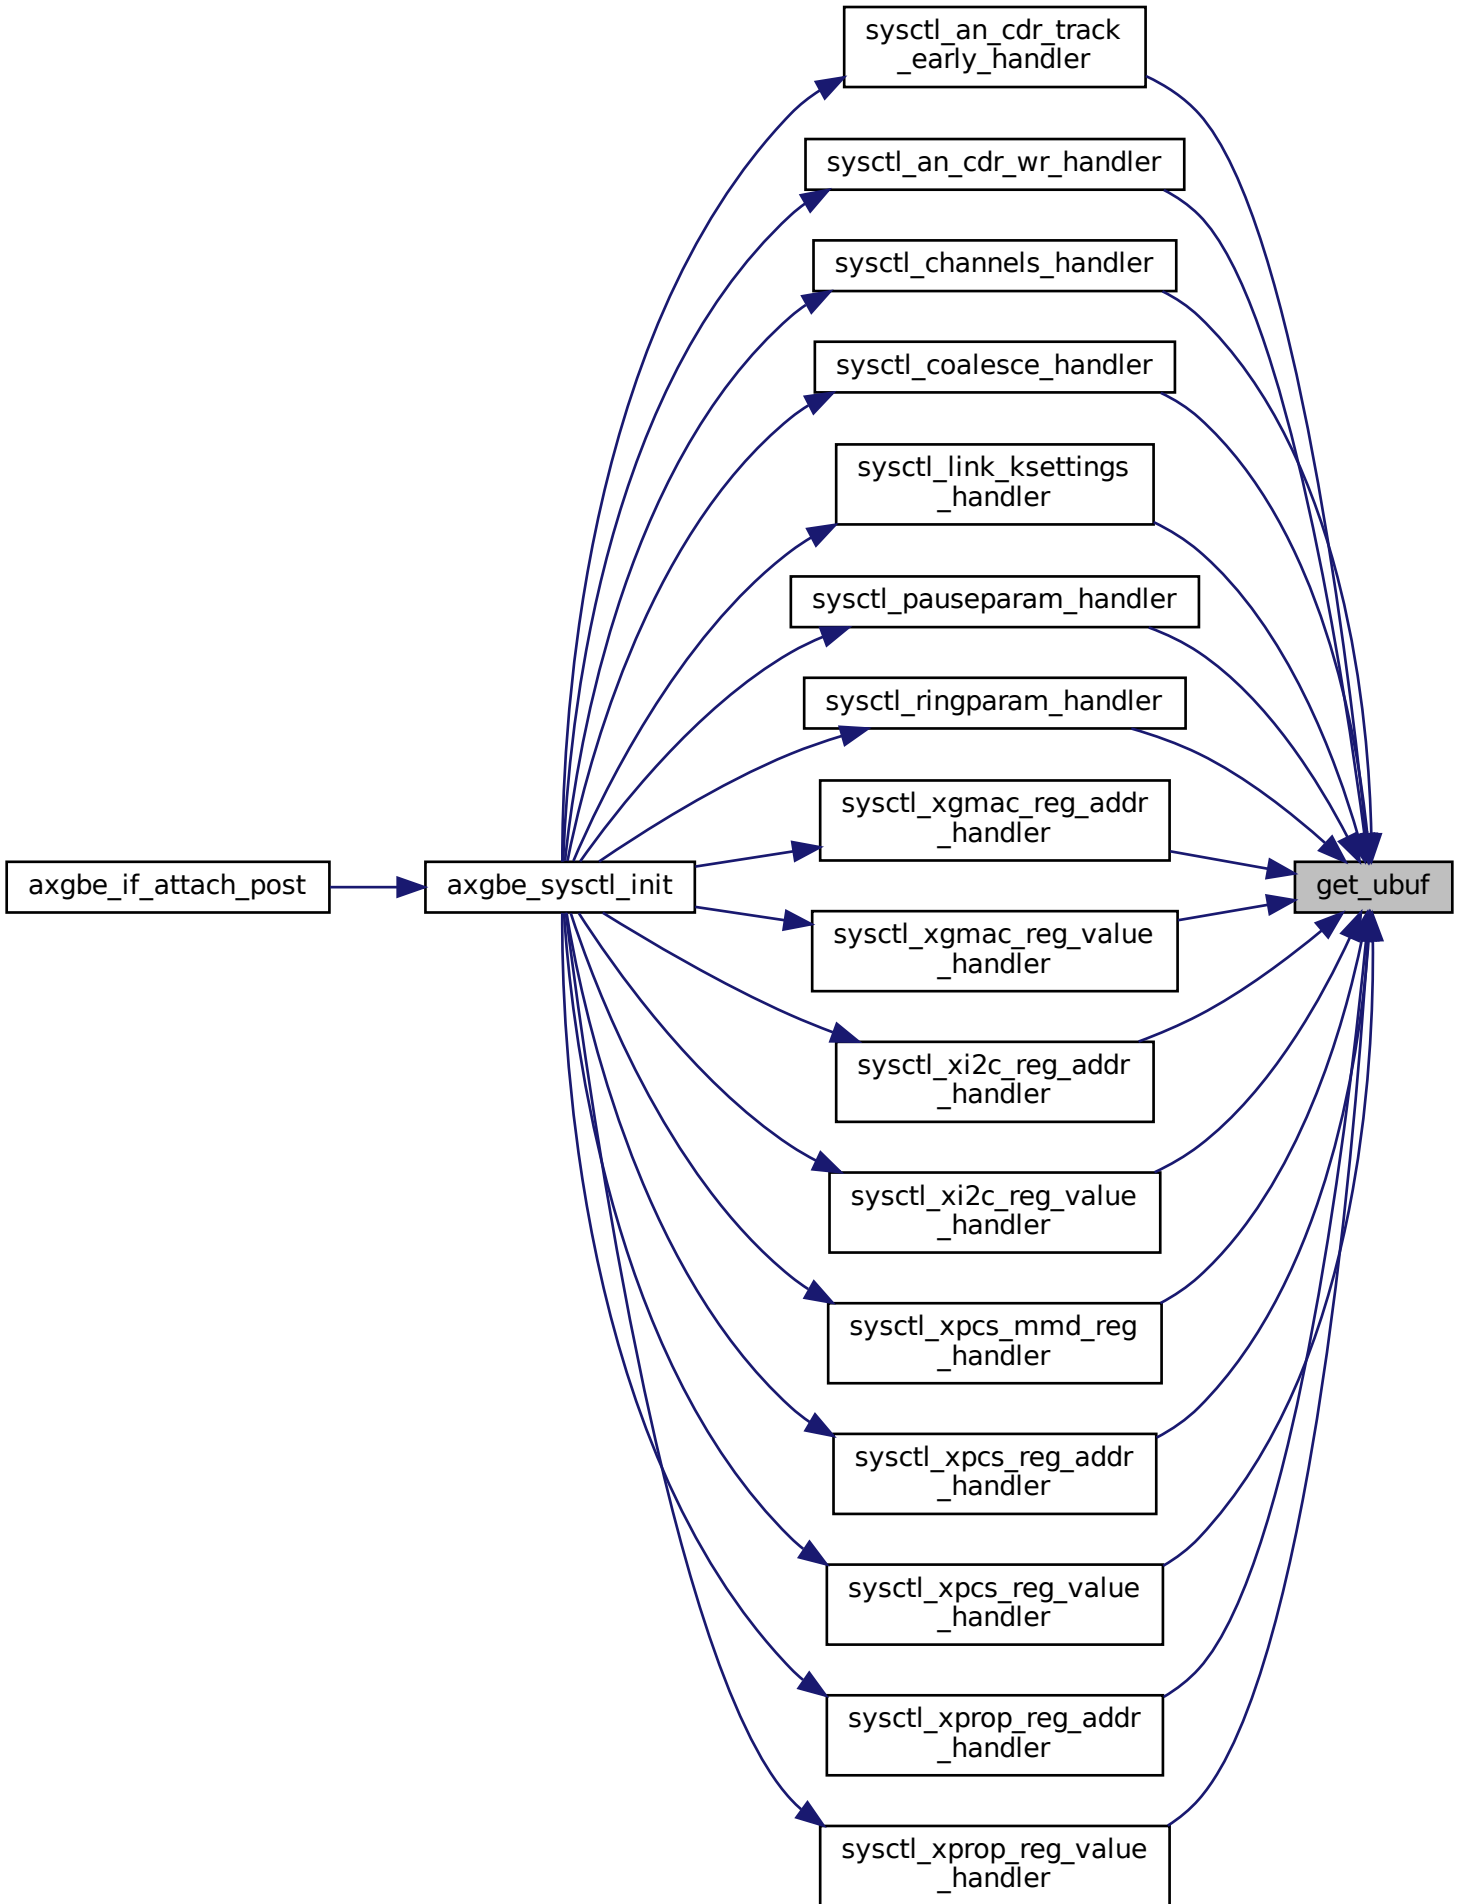 sysctl_an_cdr_track
_early_handler
sysctl_an_cdr_wr_handler
sysctl_channels_handler
sysctl_coalesce_handler
sysctl_link_ksettings
_handler
sysctl_pauseparam_handler
sysctl_ringparam_handler
sysctl_xgmac_reg_addr
_handler
axgbe_if_attach_post
axgbe_sysctl_init
get_ubuf
sysctl_xgmac_reg_value
_handler
sysctl_xi2c_reg_addr
_handler
sysctl_xi2c_reg_value
_handler
sysctl_xpcs_mmd_reg
_handler
sysctl_xpcs_reg_addr
_handler
sysctl_xpcs_reg_value
_handler
sysctl_xprop_reg_addr
_handler
sysctl_xprop_reg_value
_handler